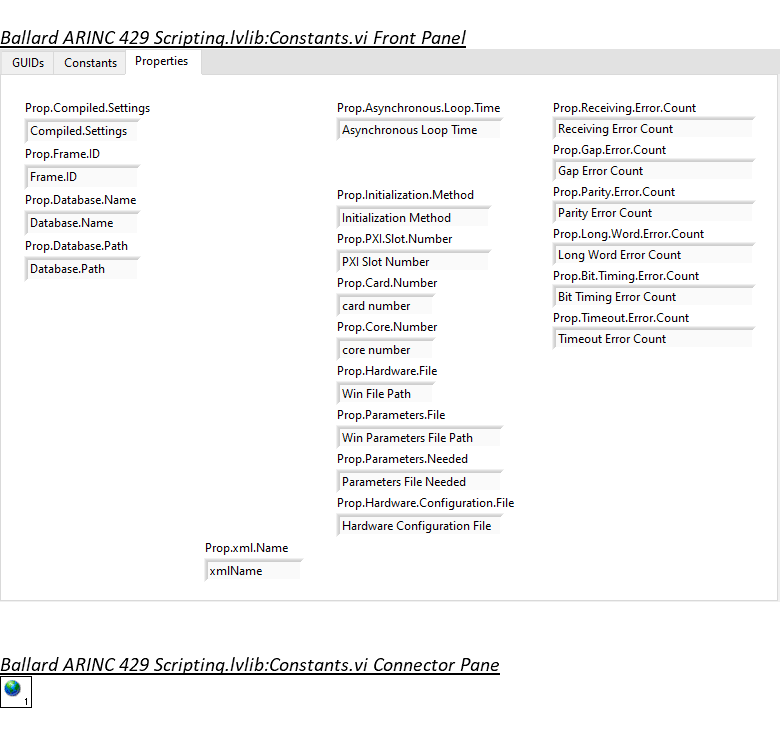 Ballard ARINC 429 Scripting.lvlib:Constants.vi Front Panel
GUIDs Constants Properties
Prop.Compiled.Settings
Compiled.Settings
Prop.Frame.ID
Frame.ID
Prop.Database.Name
Database.Name
Prop.Database.Path
Database.Path
Prop.xml.Name
xmlName
Prop.Asynchronous.Loop.Time
Asynchronous Loop Time
Prop.Initialization.Method
Initialization Method
Prop.PXI.Slot.Number
PXI Slot Number
Prop.Card.Number
card number
Prop.Core.Number
core number
Prop.Hardware.File
Win File Path
Prop.Parameters.File
Win Parameters File Path
Prop.Parameters.Needed
Parameters File Needed
Prop.Hardware.Configuration.File
Hardware Configuration File
Prop.Receiving.Error.Count
Receiving Error Count
Prop.Gap.Error.Count
Gap Error Count
Prop.Parity.Error.Count
Parity Error Count
Prop.Long.Word.Error.Count
Long Word Error Count
Prop.Bit.Timing.Error.Count
Bit Timing Error Count
Prop.Timeout.Error.Count
Timeout Error Count
Ballard ARINC 429 Scripting.lvlib:Constants.vi Connector Pane
1